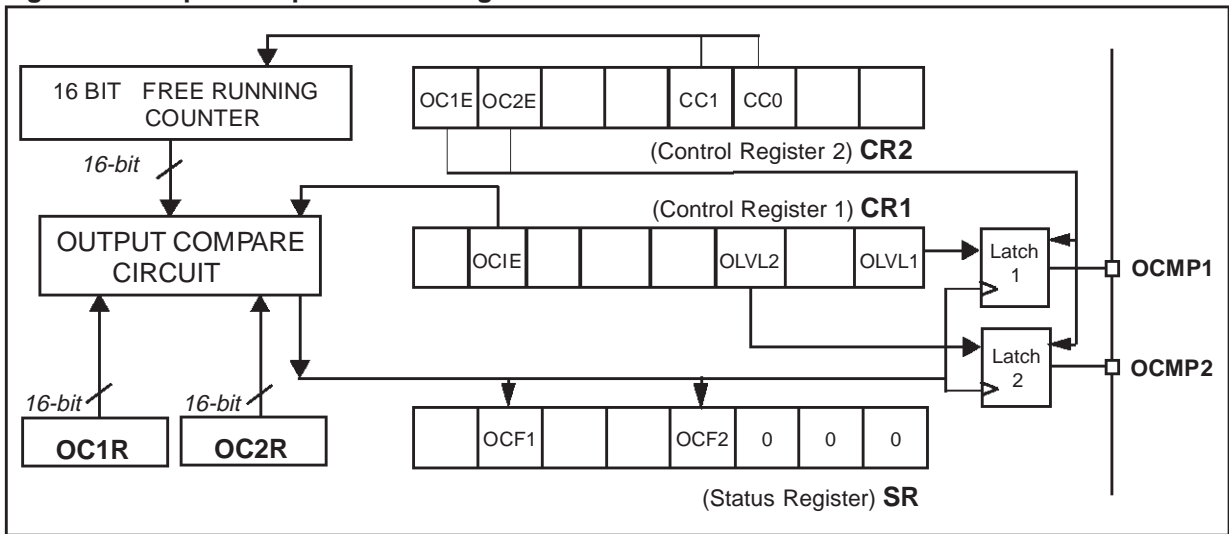 16 BIT FREE RUNNING
COUNTER
OC1E OC2E CC1 CC0
(Control Register 2) CR2
16-bit
(Control Register 1) CR1
OUTPUT COMPARE
CIRCUIT
OCIE OLVL2 OLVL1
Latch
1
OCMP1
Latch
2
OCMP2
16-bit 16-bit
OC1R OC2R
OCF1 OCF2 0 0 0
(Status Register) SR